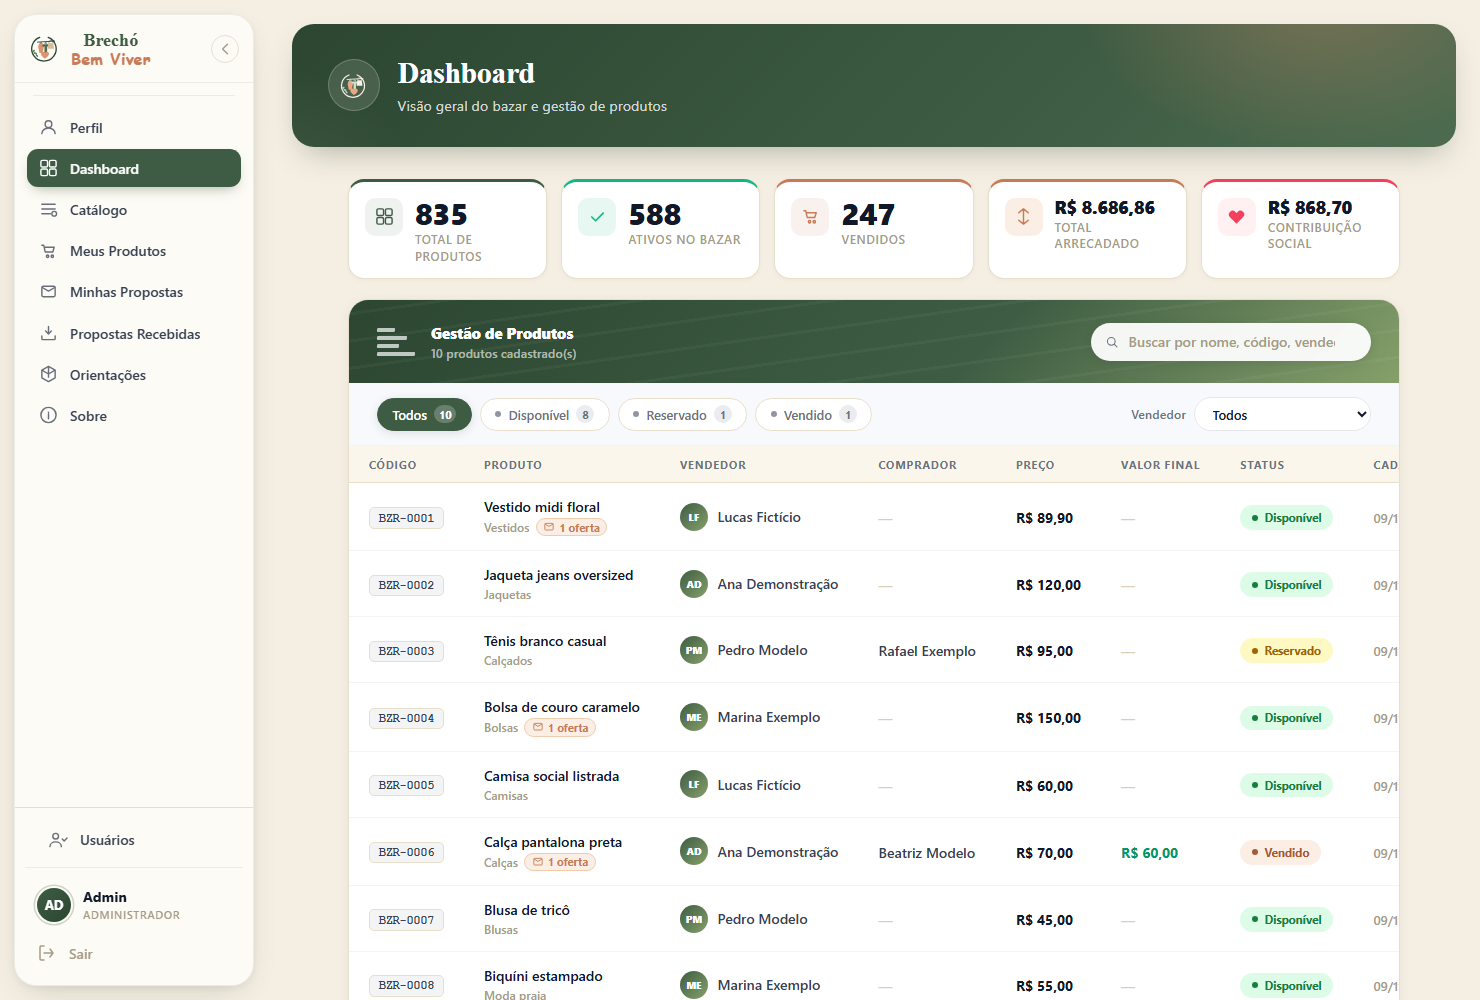 Brechó
Bem Viver
Perfil
Dashboard
Catálogo
Meus Produtos
Minhas Propostas
Propostas Recebidas
Orientações
Sobre
Usuários
AD
Admin
ADMINISTRADOR
Sair
Dashboard
Visão geral do bazar e gestão de produtos
835
TOTAL DE
PRODUTOS
588
ATIVOS NO BAZAR
247
VENDIDOS
R$ 8.686,86
TOTAL
ARRECADADO
R$ 868,70
CONTRIBUIÇÃO
SOCIAL
Gestão de Produtos
10 produtos cadastrado(s)
Buscar por nome, código, vende
Todos 10
Disponível 8
Reservado 1
Vendido 1
Vendedor
Todos
CÓDIGO PRODUTO VENDEDOR COMPRADOR PREÇO VALOR FINAL STATUS CAD
BZR-0001 Vestido midi floral LF Lucas Fictício — R$ 89,90 — Disponível 09/1
Vestidos 1 oferta
BZR-0002 Jaqueta jeans oversized AD Ana Demonstração — R$ 120,00 — Disponível 09/1
Jaquetas
BZR-0003 Tênis branco casual PM Pedro Modelo Rafael Exemplo R$ 95,00 — Reservado 09/1
Calçados
BZR-0004 Bolsa de couro caramelo ME Marina Exemplo — R$ 150,00 — Disponível 09/1
Bolsas 1 oferta
BZR-0005 Camisa social listrada LF Lucas Fictício — R$ 60,00 — Disponível 09/1
Camisas
BZR-0006 Calça pantalona preta AD Ana Demonstração Beatriz Modelo R$ 70,00 R$ 60,00 Vendido 09/1
Calças 1 oferta
BZR-0007 Blusa de tricô PM Pedro Modelo — R$ 45,00 — Disponível 09/1
Blusas
BZR-0008 Biquíni estampado ME Marina Exemplo — R$ 55,00 — Disponível 09/1
Moda praia